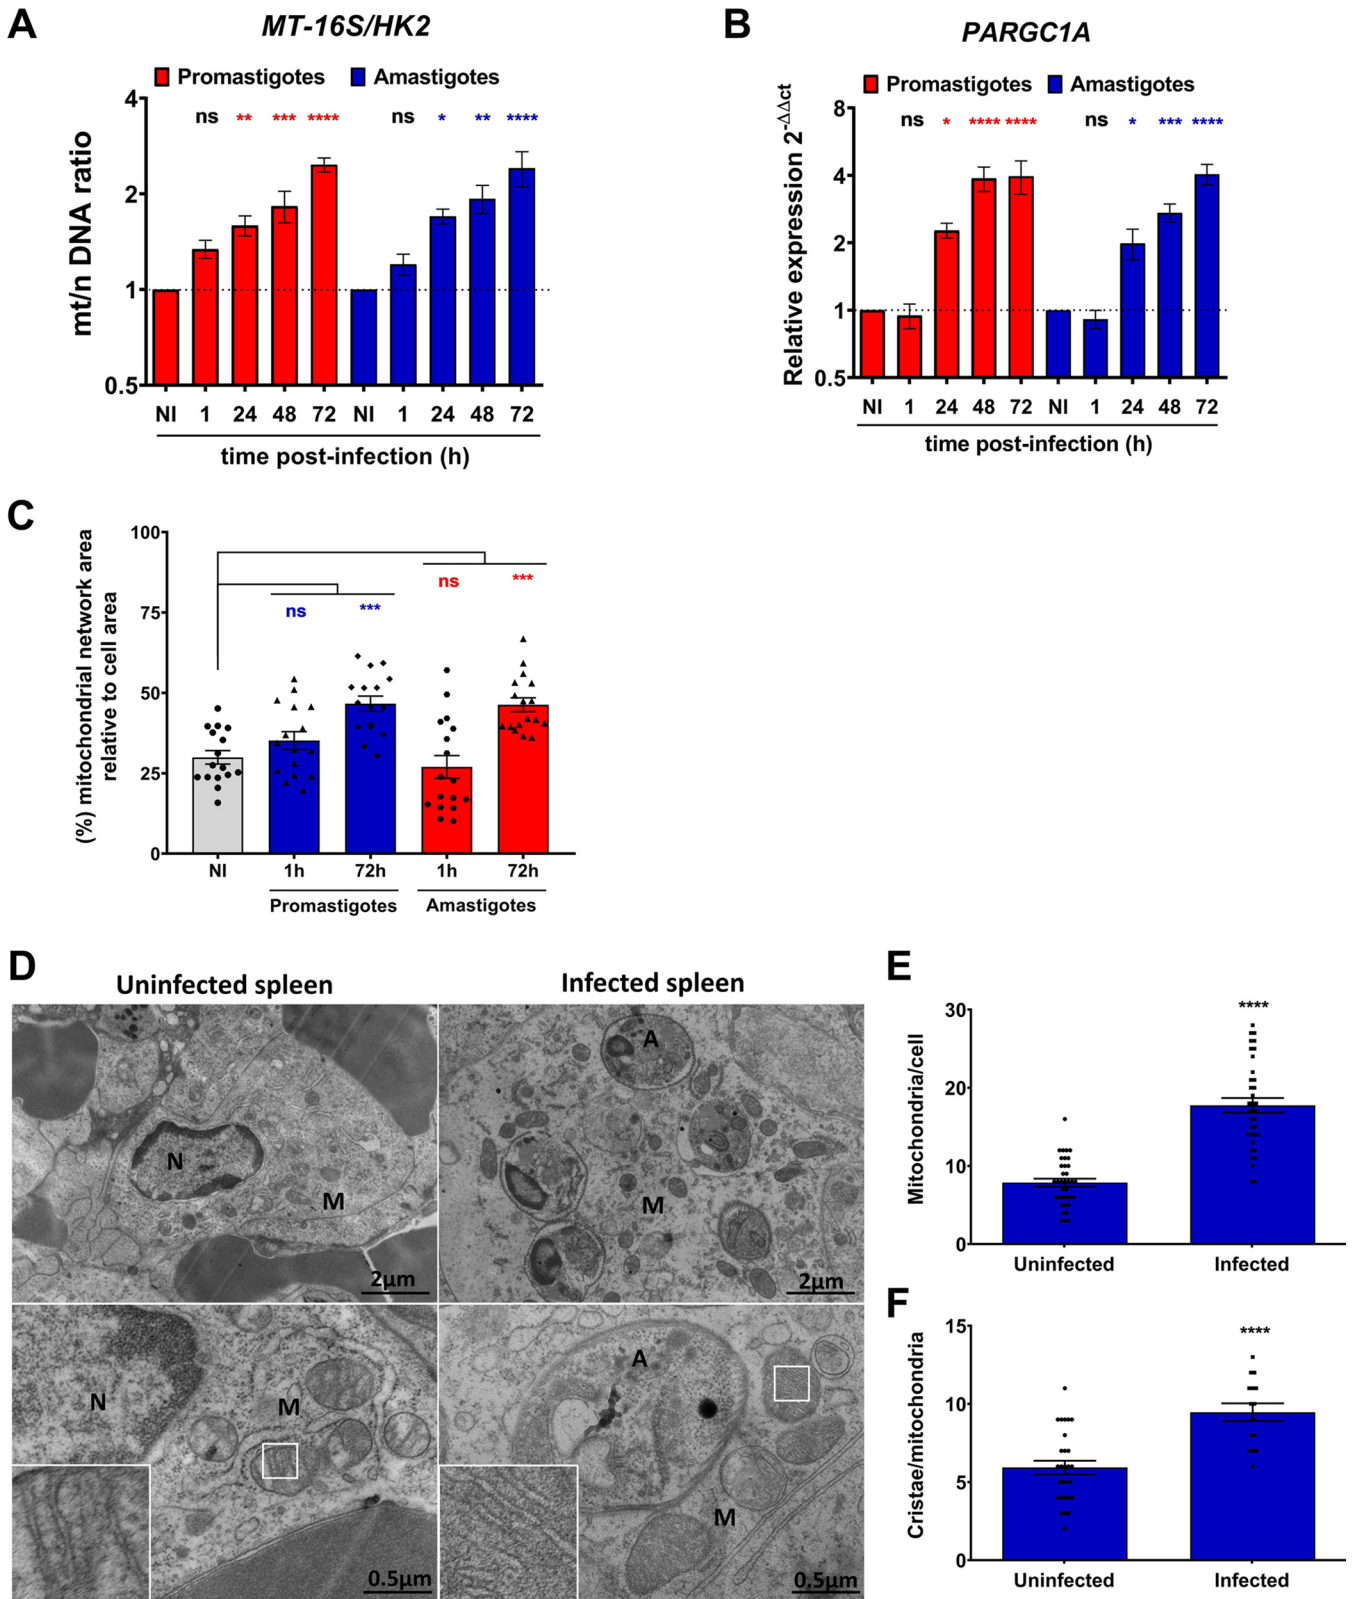 A
MT-16S/HK2
Promastigotes Amastigotes
mt/n DNA ratio
4
2
1
0.5
ns ** *** **** ns * ** ****
NI 1 24 48 72 NI 1 24 48 72
time post-infection (h)
B
PARGC1A
Promastigotes Amastigotes
Relative expression 2^-ΔΔct
8
4
2
1
0.5
ns * **** **** ns * *** ****
NI 1 24 48 72 NI 1 24 48 72
time post-infection (h)
C
(%) mitochondrial network area
relative to cell area
100
75
50
25
0
ns *** ns ***
NI 1h 72h 1h 72h
Promastigotes Amastigotes
D
Uninfected spleen Infected spleen
N
M
2μm
A
M
2μm
N
M
0.5μm
A
M
0.5μm
E
Mitochondria/cell
30
20
10
0
****
Uninfected Infected
F
Cristae/mitochondria
15
10
5
0
****
Uninfected Infected